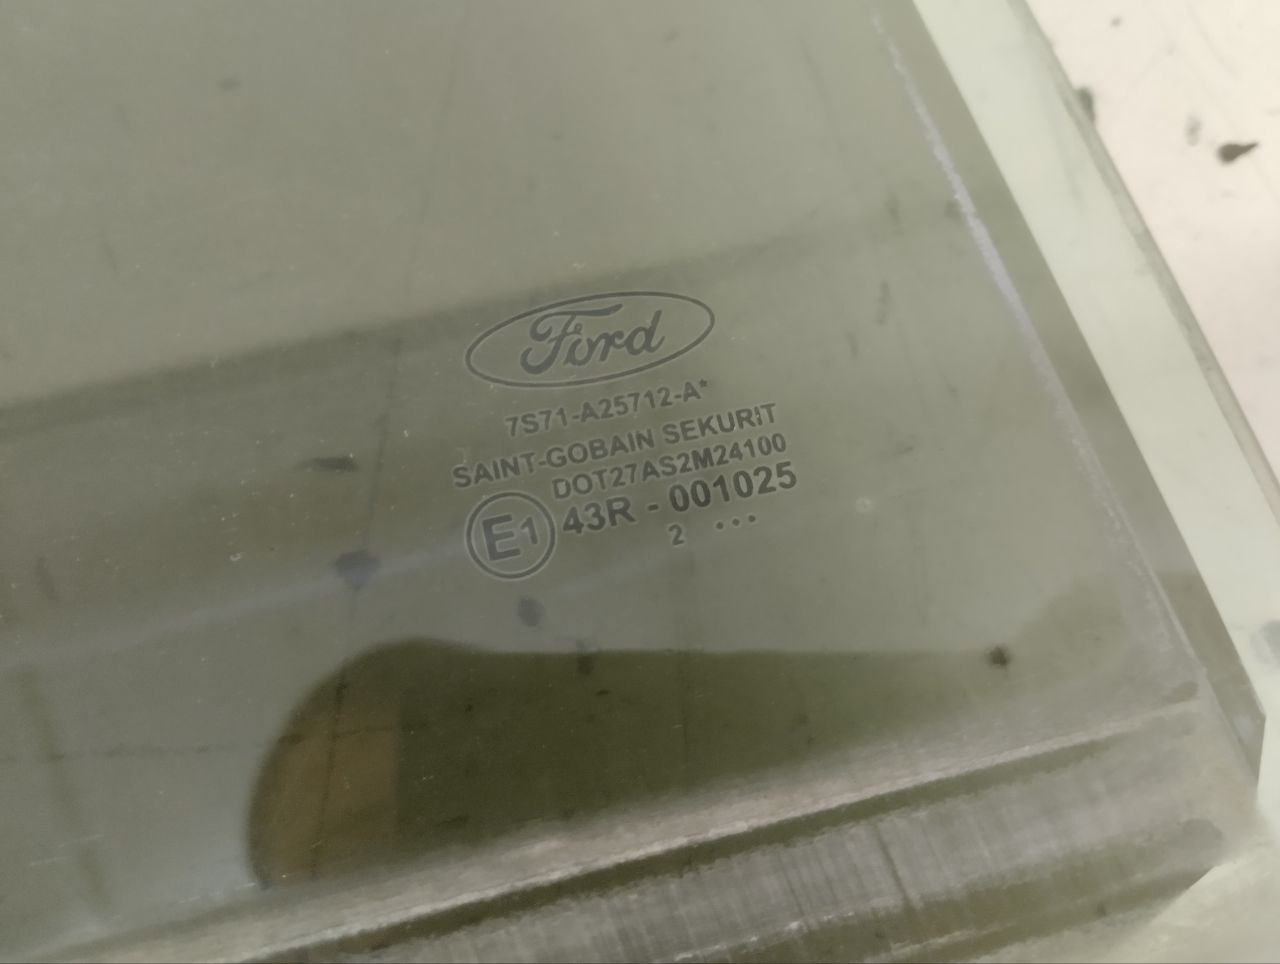 Ford
7S71-A25712-A*
SAINT-GOBAIN SEKURIT
DOT27AS2M24100
E1 43R - 001025
2 ...